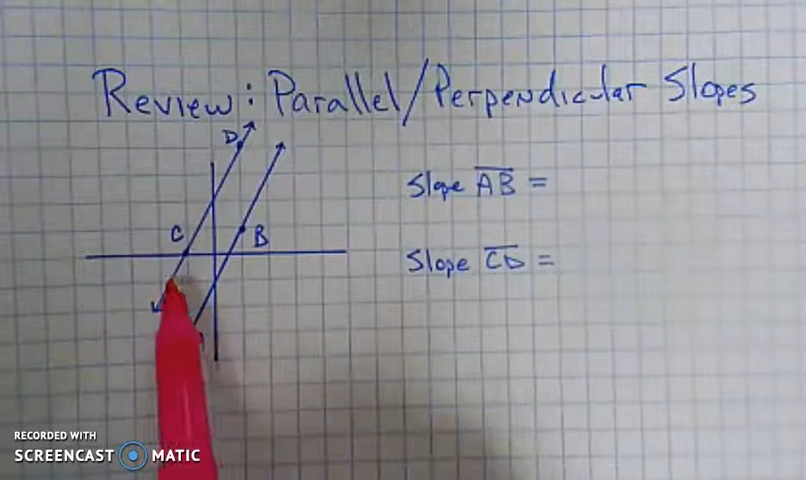 Review: Parallel/Perpendicular Slopes
D
C
B
Slope AB =
Slope CD =
RECORDED WITH
SCREENCAST MATIC